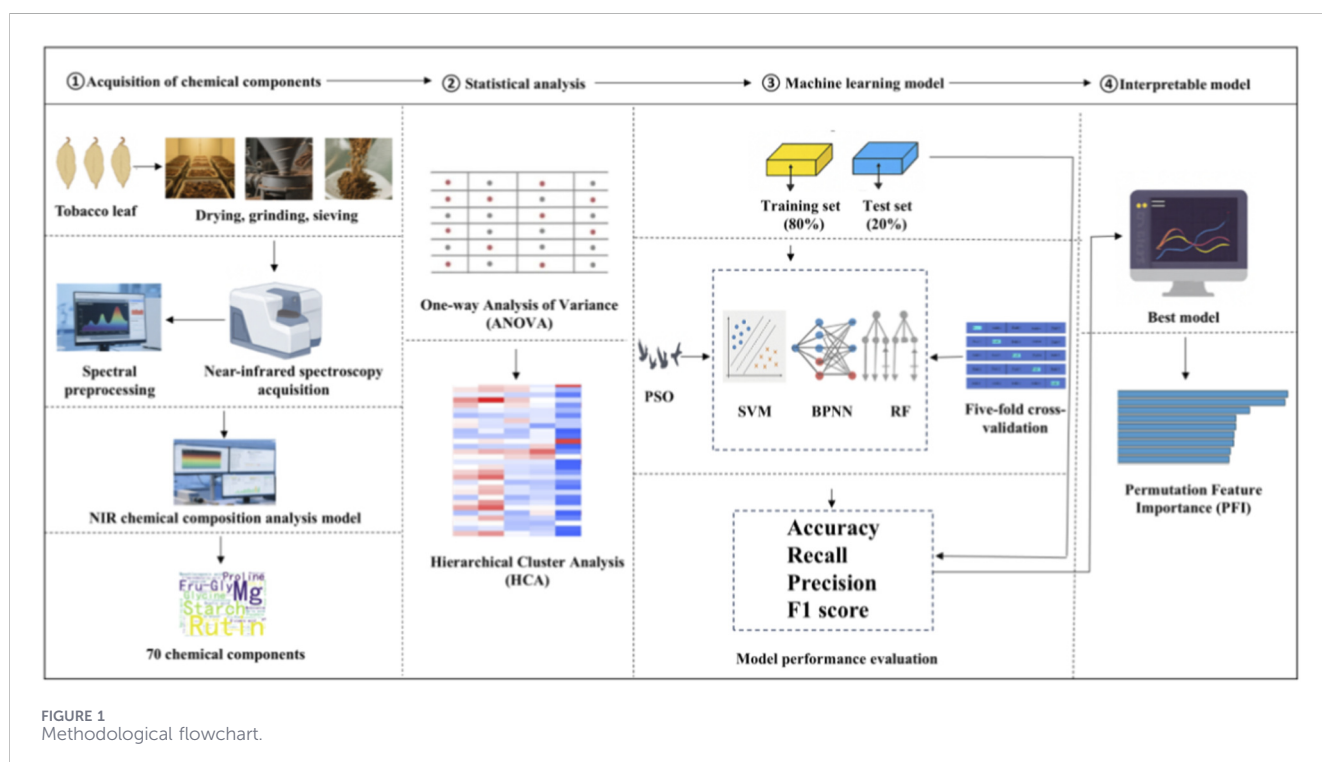 ①Acquisition of chemical components
② Statistical analysis
③ Machine learning model
④Interpretable model
Tobacco leaf
Drying, grinding, sieving
Spectral
preprocessing
Near-infrared spectroscopy
acquisition
NIR chemical composition analysis model
Proline
Fru-Gly
Mg
Glycine
Starch
Rutin
70 chemical components
One-way Analysis of Variance
(ANOVA)
Hierarchical Cluster Analysis
(HCA)
Training set
(80%)
Test set
(20%)
PSO
SVM
BPNN
RF
Five-fold cross-
validation
Accuracy
Recall
Precision
F1 score
Model performance evaluation
Best model
Permutation Feature
Importance (PFI)
FIGURE 1
Methodological flowchart.